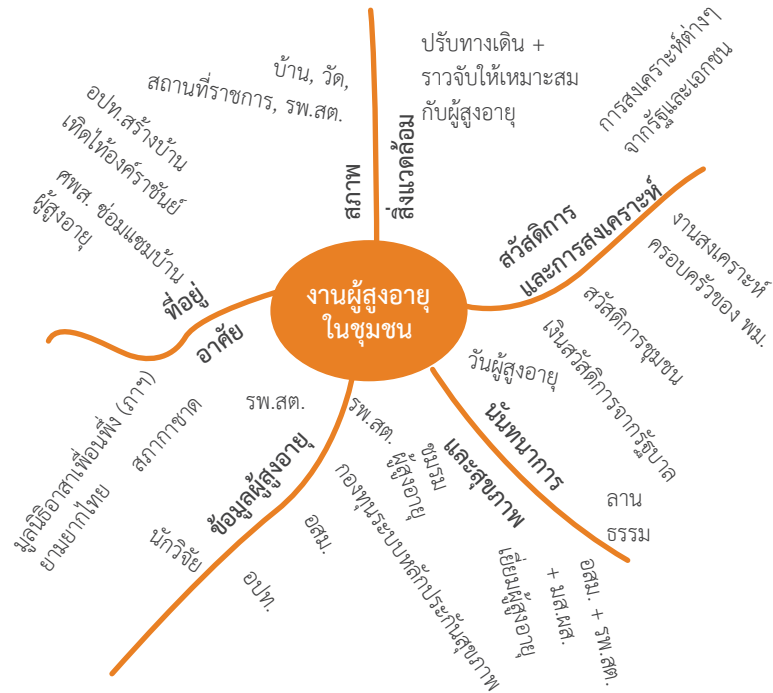 งานผู้สูงอายุ
ในชุมชน
สภาพ
สิ่งแวดล้อม
บ้าน, วัด,
สถานที่ราชการ, รพ.สต.
ปรับทางเดิน +
ราวจับให้เหมาะสม
กับผู้สูงอายุ
สวัสดิการ
และการสงเคราะห์
การสงเคราะห์ต่างๆ
จากรัฐและเอกชน
งานสงเคราะห์
ครอบครัวของ พม.
สวัสดิการชุมชน
เงินสวัสดิการจากรัฐบาล
นันทนาการ
และสุขภาพ
วันผู้สูงอายุ
ลาน
ธรรม
อสม. + รพ.สต.
+ มส.ผส.
เยี่ยมผู้สูงอายุ
ชมรม
ผู้สูงอายุ
รพ.สต.
กองทุนระบบหลักประกันสุขภาพ
ข้อมูลผู้สูงอายุ
รพ.สต.
อสม.
อปท.
นักวิจัย
ที่อยู่
อาศัย
อปท.สร้างบ้าน
เทิดไท้องค์ราชันย์
ศพส. ซ่อมแซมบ้าน
ผู้สูงอายุ
สภากาชาด
มูลนิธิอาสาเพื่อนพึ่ง (ภาฯ)
ยามยากไทย